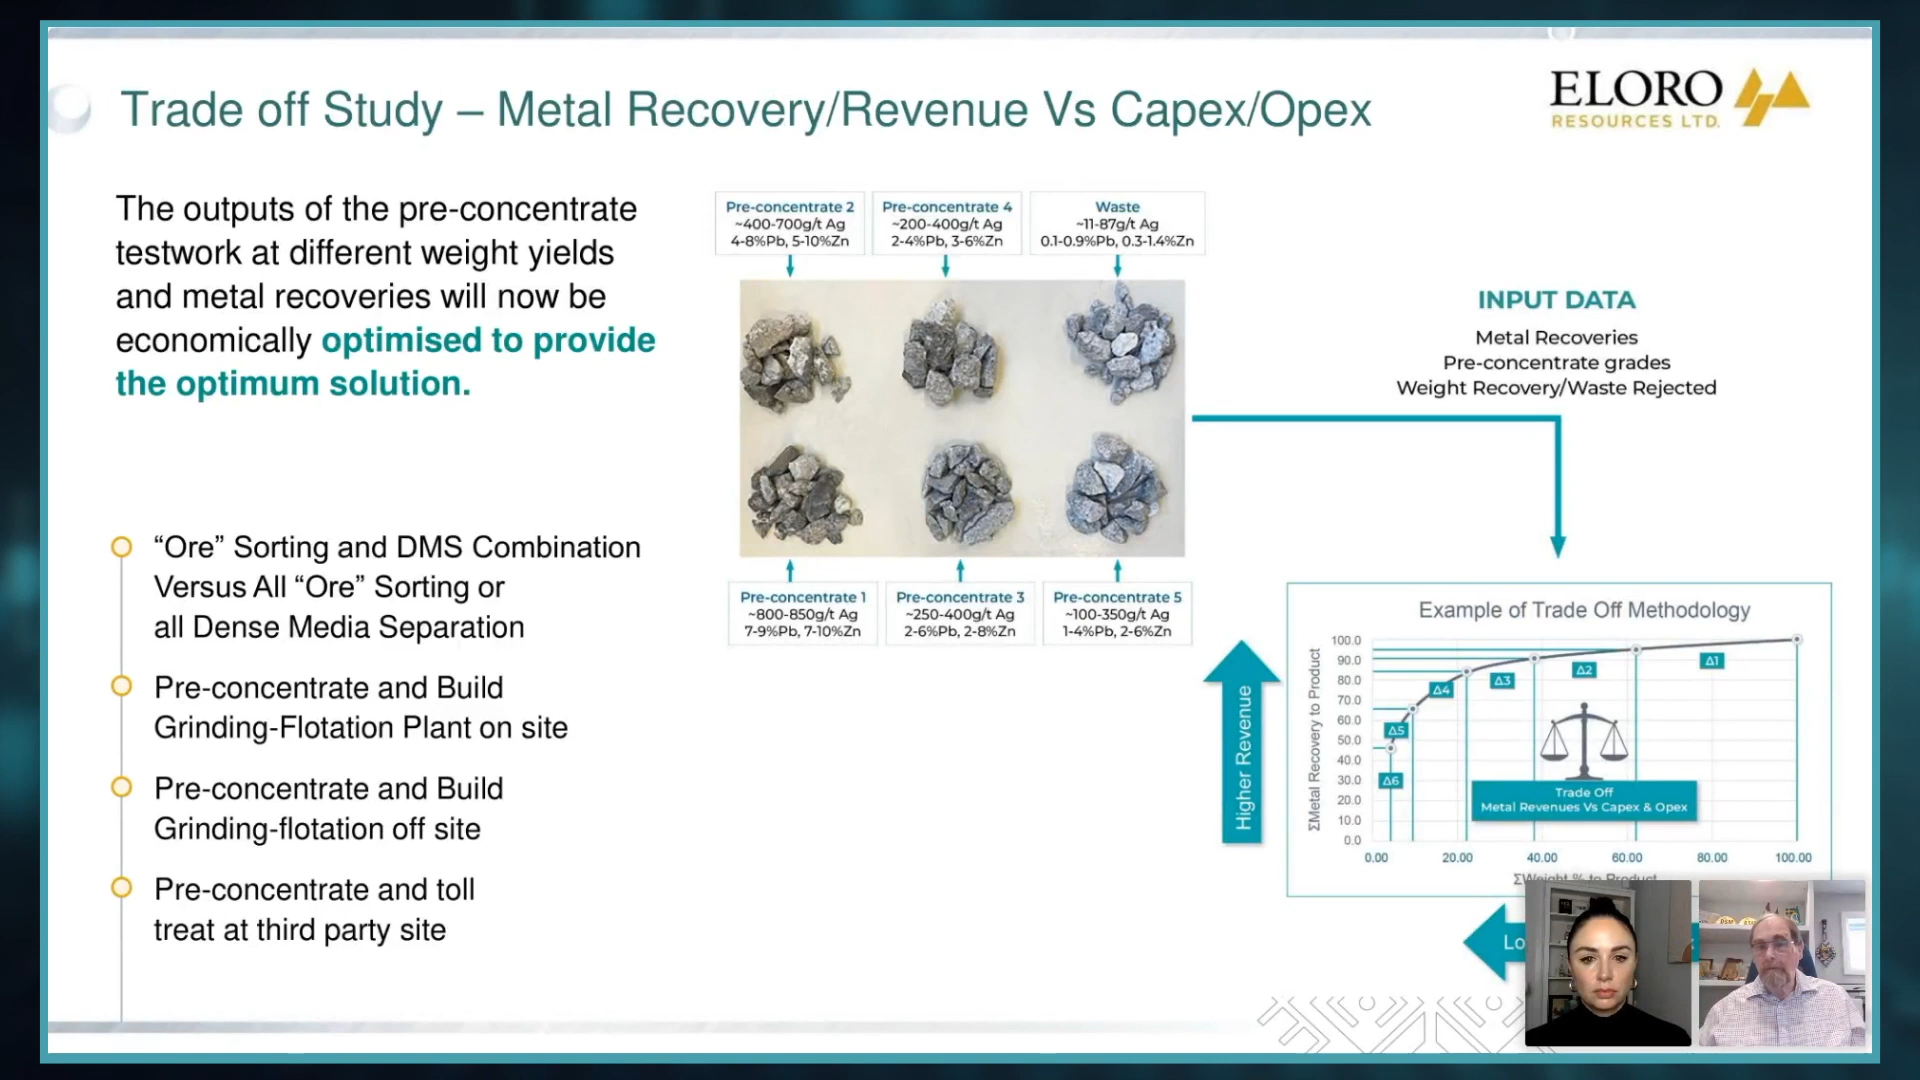 Trade off Study – Metal Recovery/Revenue Vs Capex/Opex
ELORO
RESOURCES LTD.
The outputs of the pre-concentrate
testwork at different weight yields
and metal recoveries will now be
economically optimised to provide
the optimum solution.
“Ore” Sorting and DMS Combination
Versus All “Ore” Sorting or
all Dense Media Separation
Pre-concentrate and Build
Grinding-Flotation Plant on site
Pre-concentrate and Build
Grinding-flotation off site
Pre-concentrate and toll
treat at third party site
Pre-concentrate 2
~400-700g/t Ag
4-8%Pb, 5-10%Zn
Pre-concentrate 4
~200-400g/t Ag
2-4%Pb, 3-6%Zn
Waste
~11-87g/t Ag
0.1-0.9%Pb, 0.3-1.4%Zn
Pre-concentrate 1
~800-850g/t Ag
7-9%Pb, 7-10%Zn
Pre-concentrate 3
~250-400g/t Ag
2-6%Pb, 2-8%Zn
Pre-concentrate 5
~100-350g/t Ag
1-4%Pb, 2-6%Zn
INPUT DATA
Metal Recoveries
Pre-concentrate grades
Weight Recovery/Waste Rejected
Higher Revenue
Example of Trade Off Methodology
ΣMetal Recovery to Product
100.0
90.0
80.0
70.0
60.0
50.0
40.0
30.0
20.0
10.0
0.0
Δ1
Δ2
Δ3
Δ4
Δ5
Δ6
Trade Off
Metal Revenues Vs Capex & Opex
0.00 20.00 40.00 60.00 80.00 100.00
ΣWeight % to Product
Lo